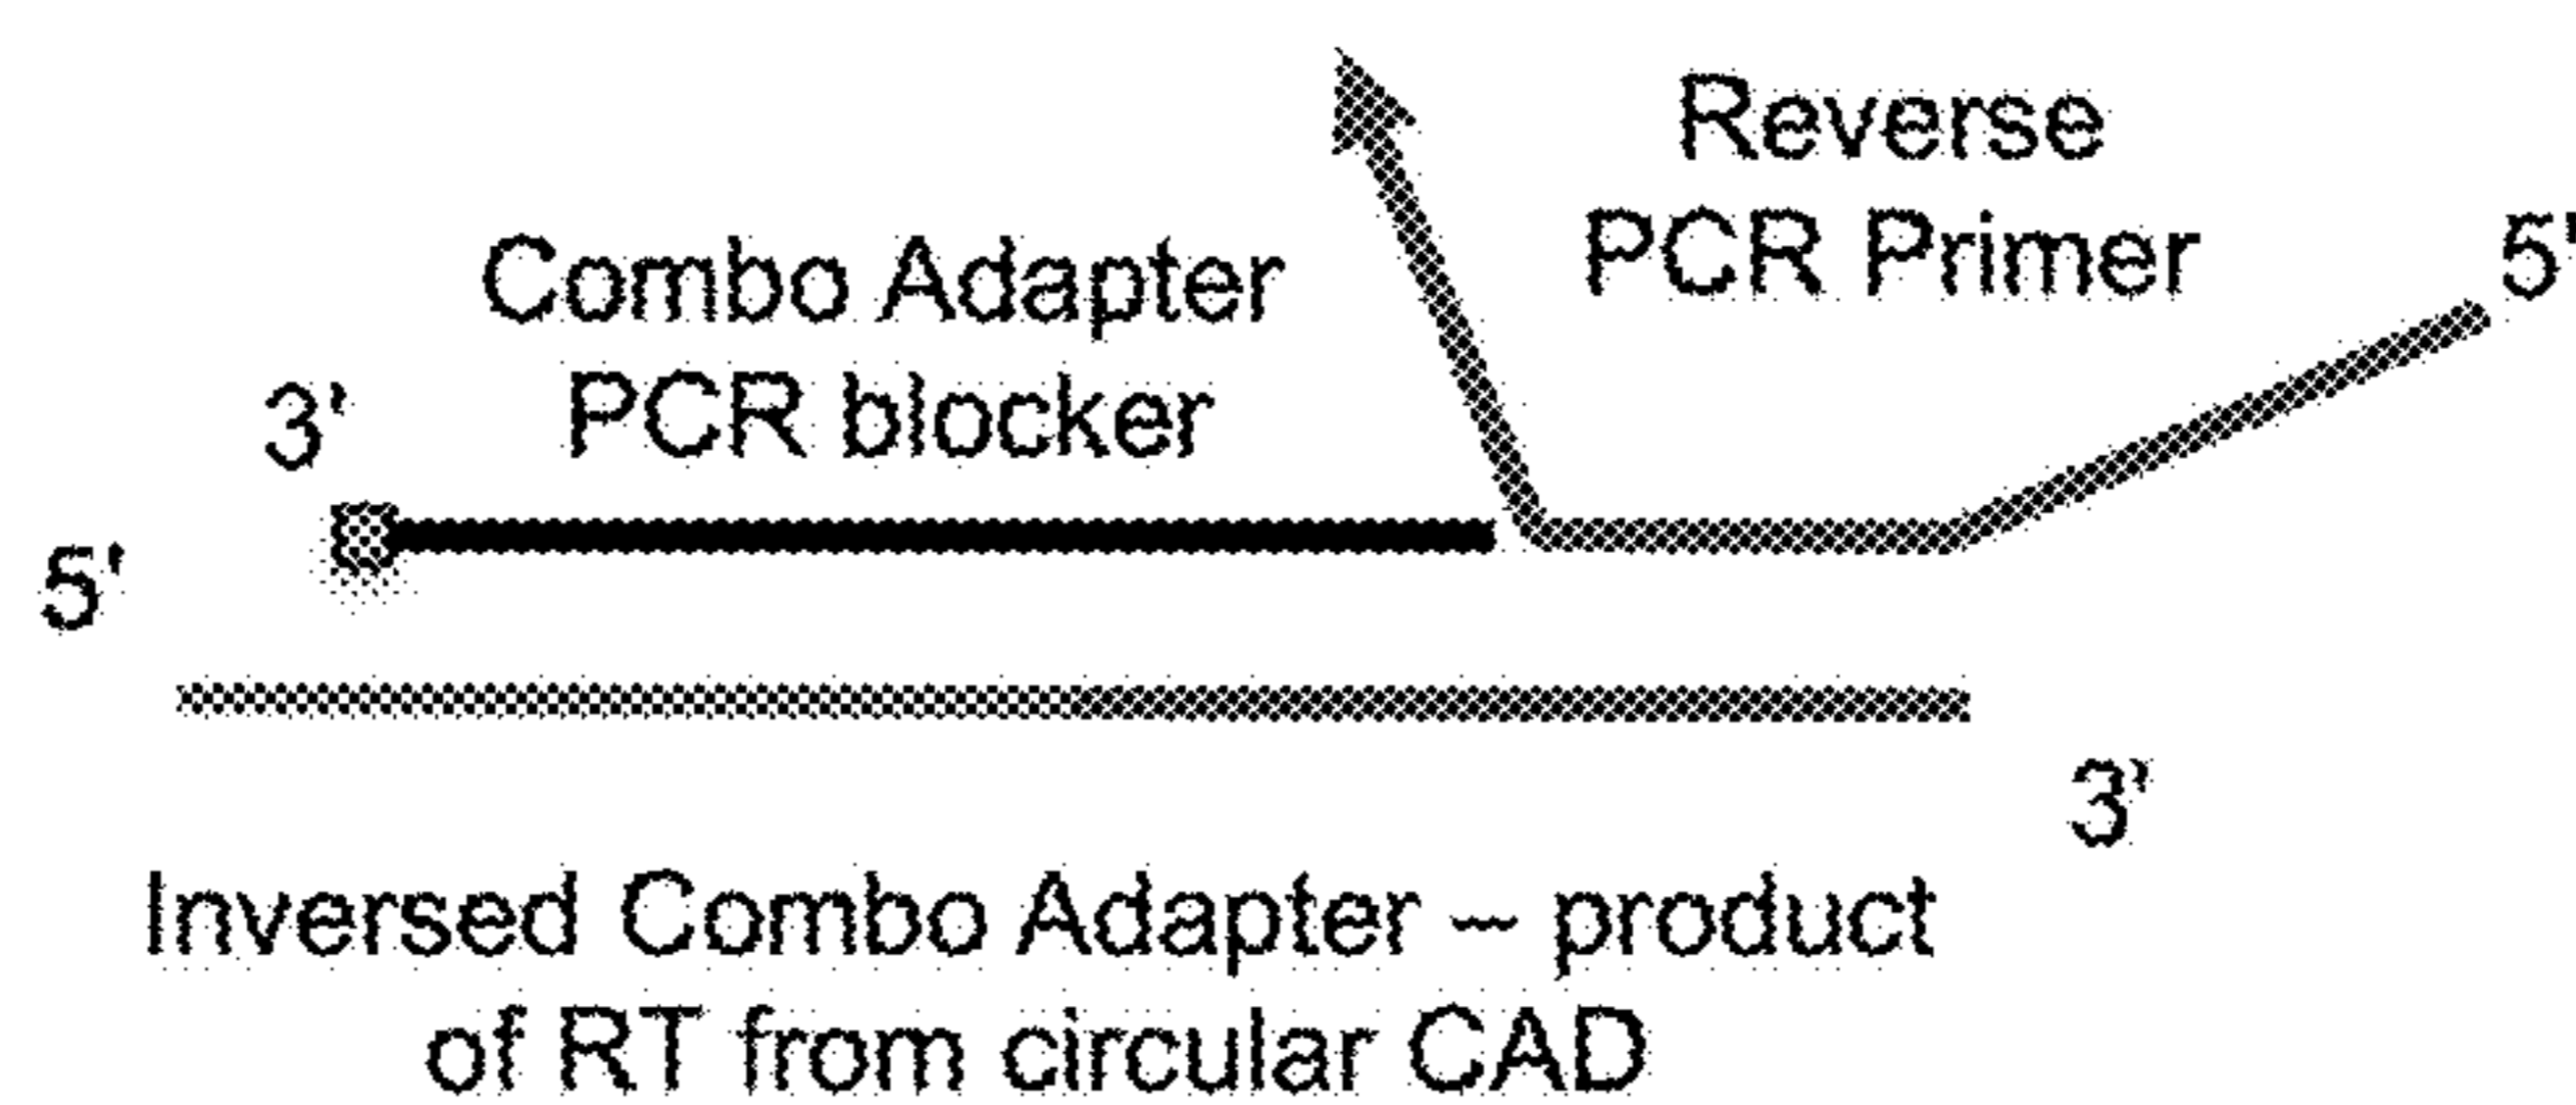 Reverse
PCR Primer
5'
Combo Adapter
PCR blocker
3'
5'
3'
Inversed Combo Adapter – product
of RT from circular CAD